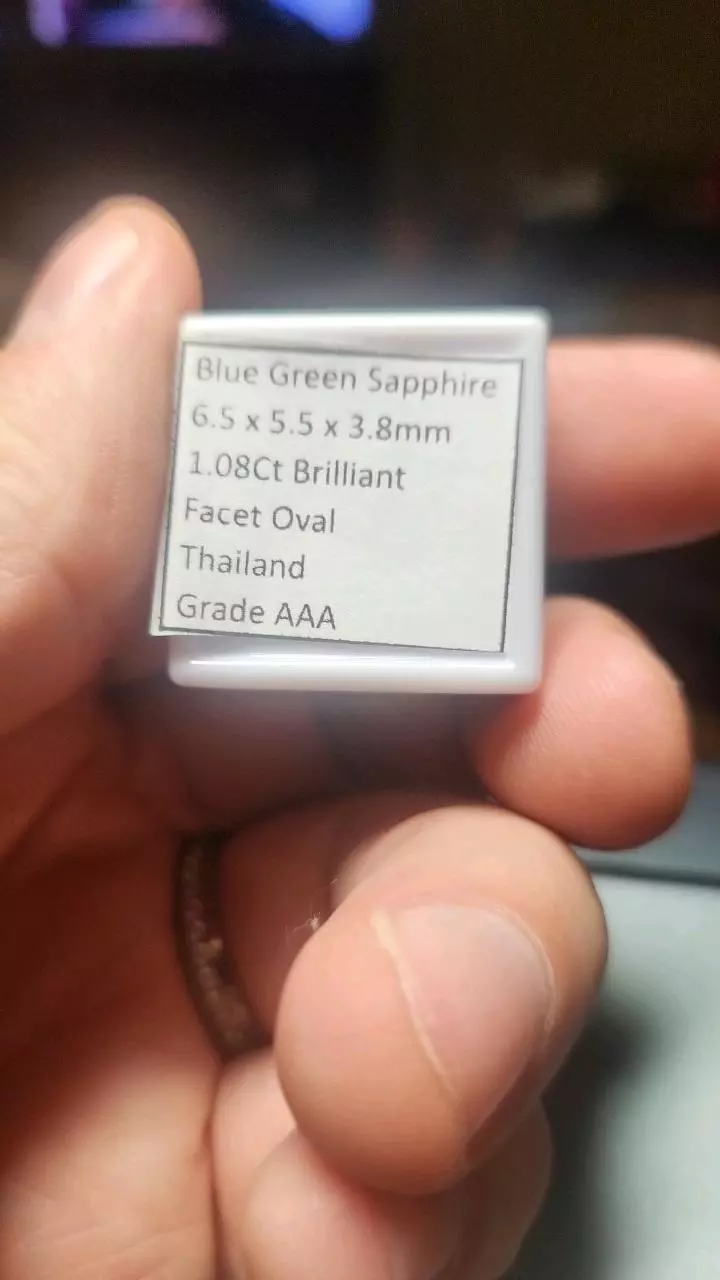 Blue Green Sapphire
6.5 x 5.5 x 3.8mm
1.08Ct Brilliant
Facet Oval
Thailand
Grade AAA